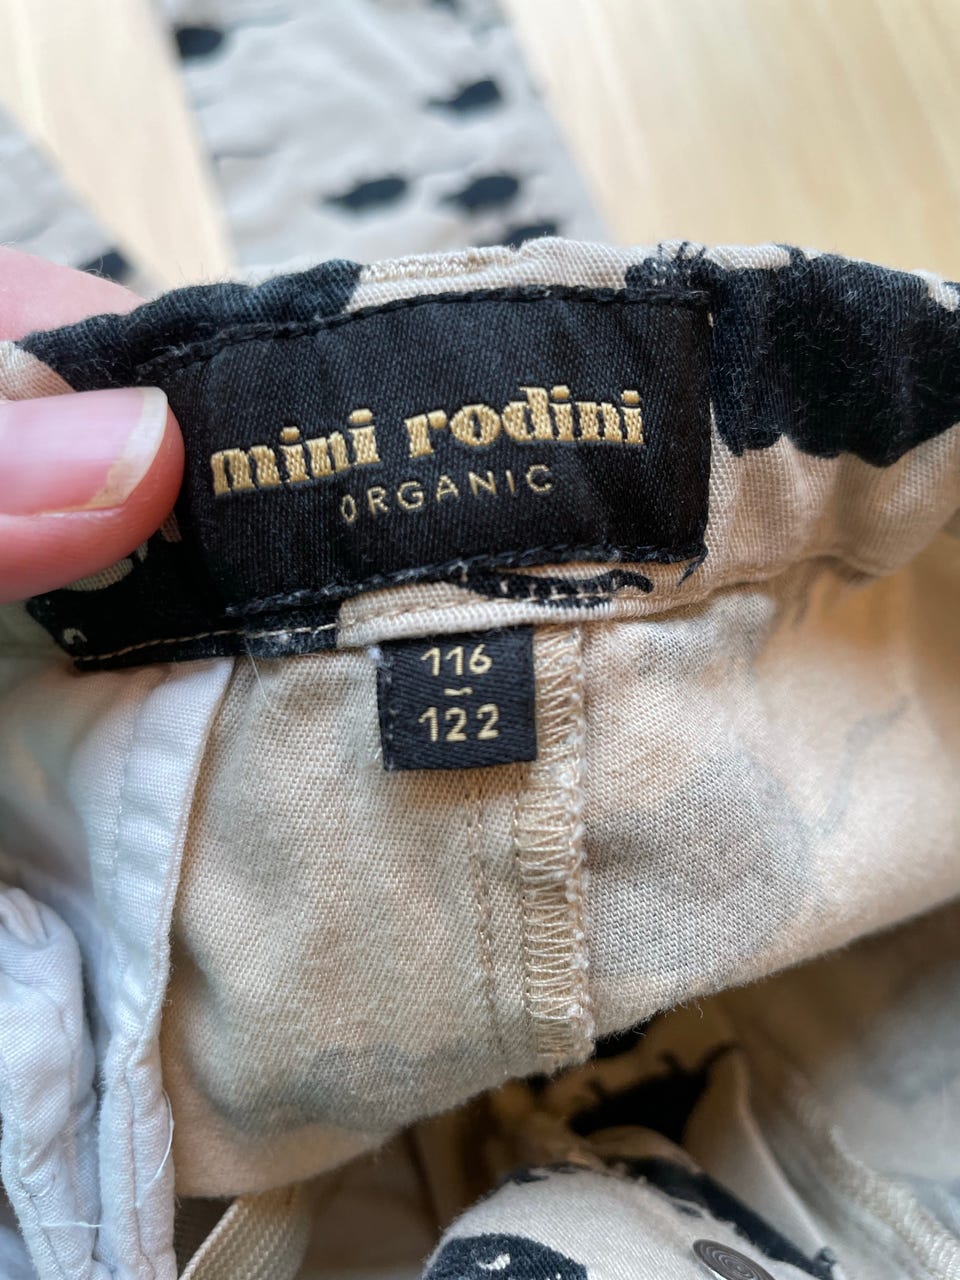 mini rodini
ORGANIC
116
–
122